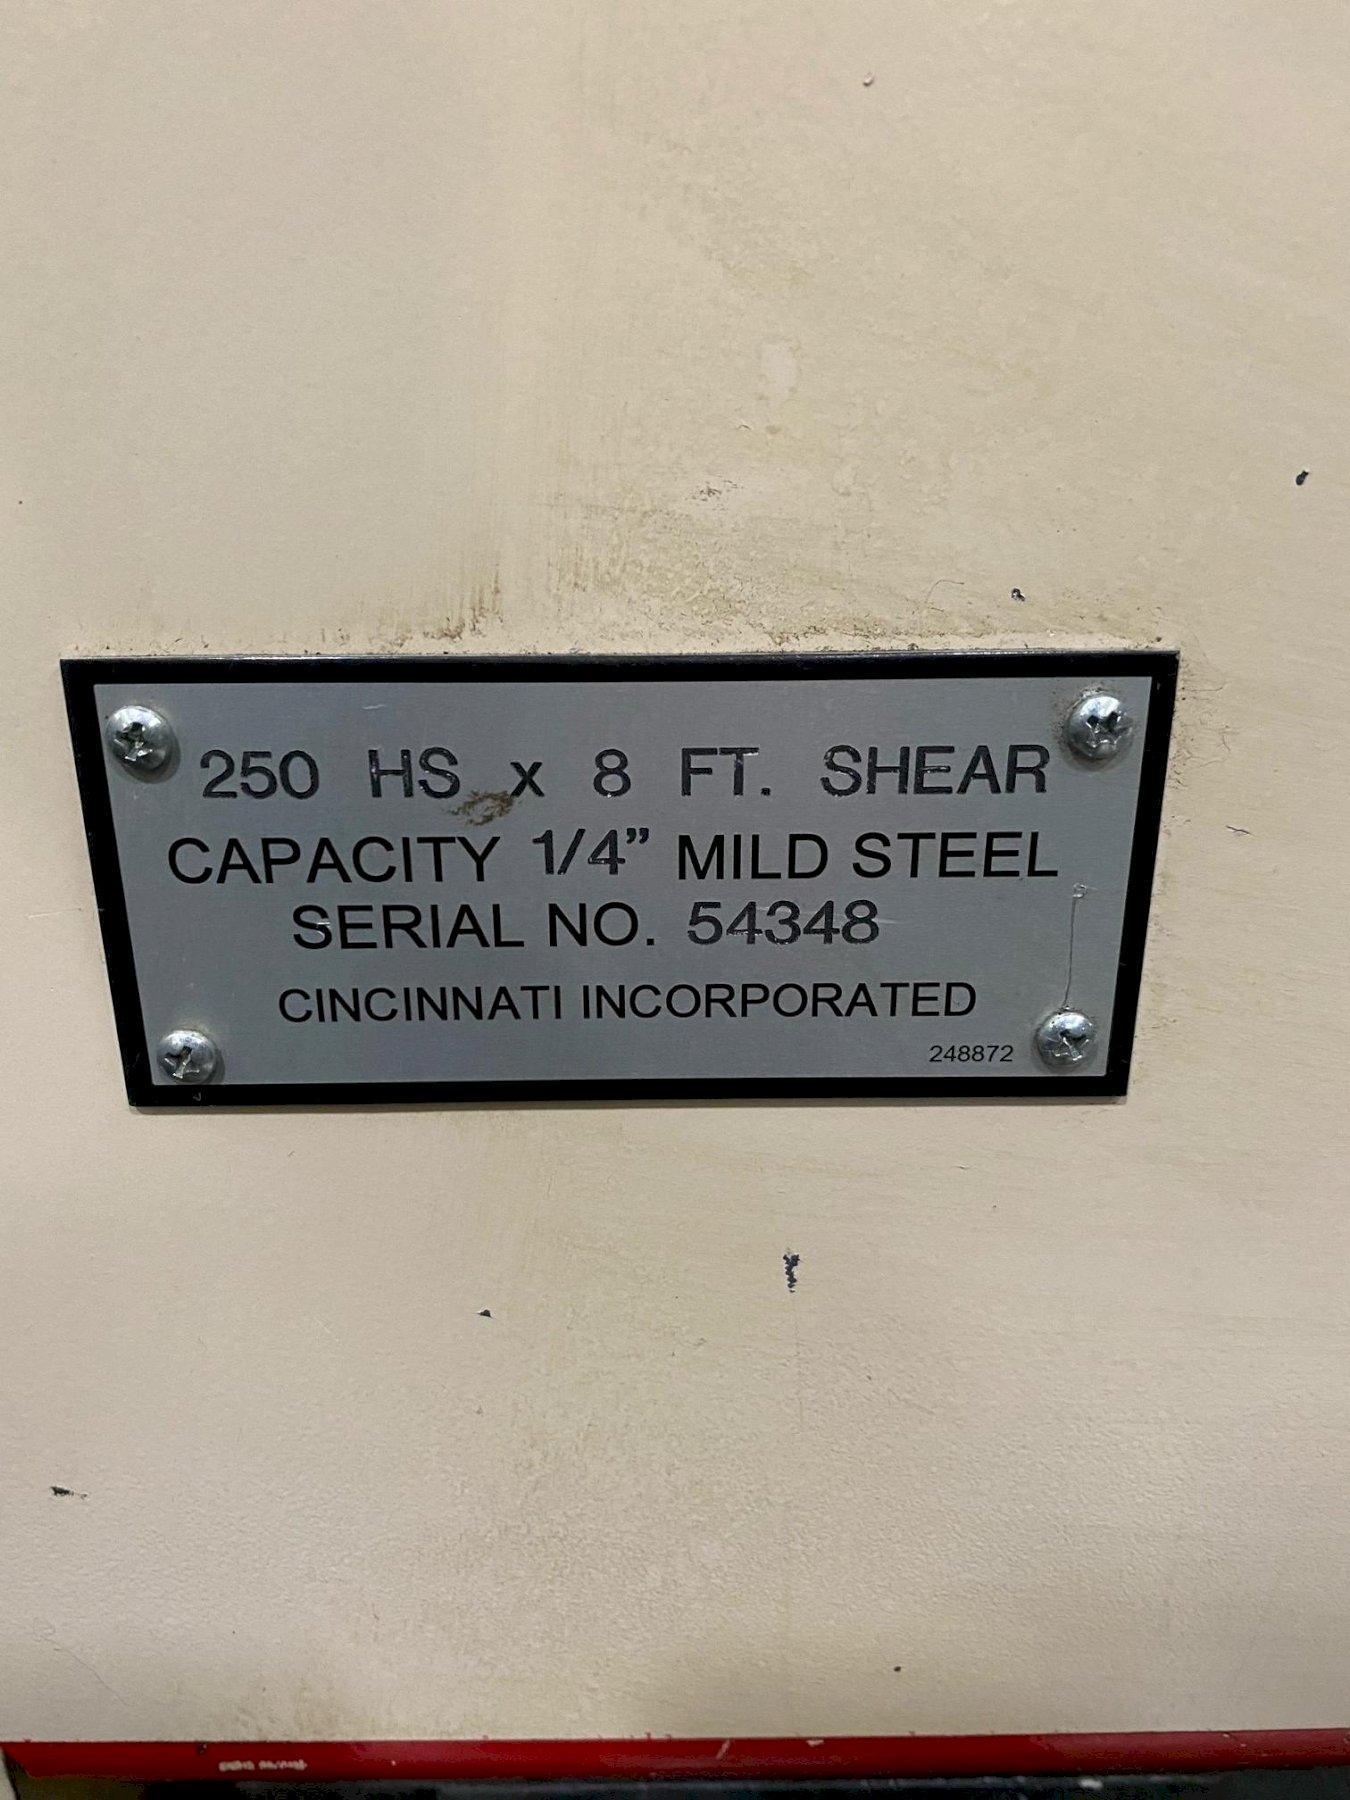 250 HS x 8 FT. SHEAR
CAPACITY 1/4” MILD STEEL
SERIAL NO. 54348
CINCINNATI INCORPORATED
248872